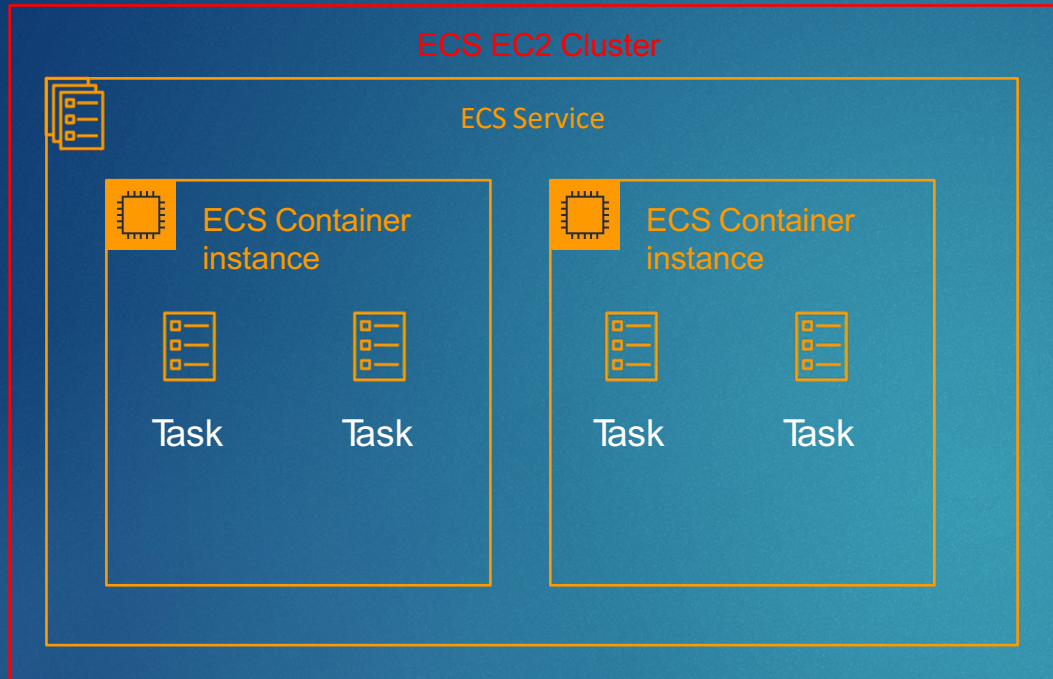 ECS EC2 Cluster
ECS Service
ECS Container
instance
ECS Container
instance
Task
Task
Task
Task